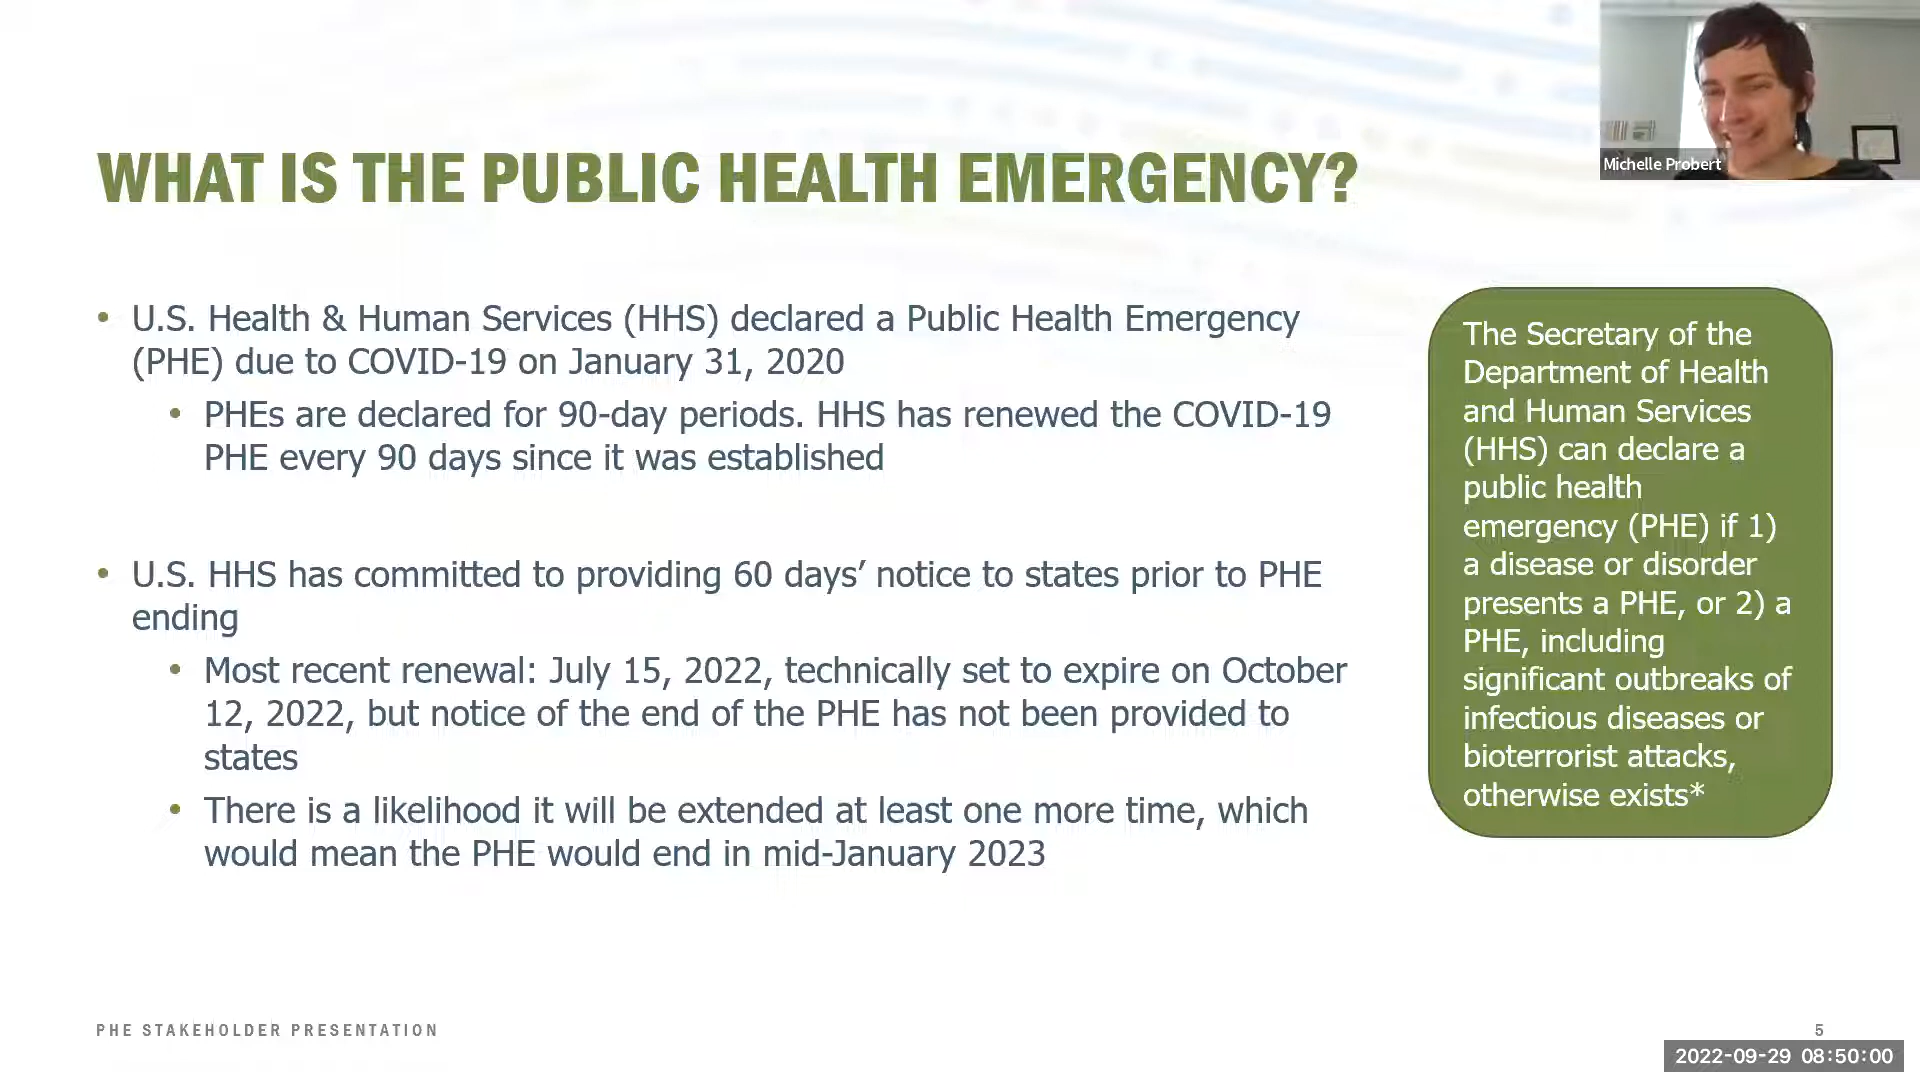 Michelle Probert
WHAT IS THE PUBLIC HEALTH EMERGENCY?
• U.S. Health & Human Services (HHS) declared a Public Health Emergency
(PHE) due to COVID-19 on January 31, 2020
• PHEs are declared for 90-day periods. HHS has renewed the COVID-19
PHE every 90 days since it was established
• U.S. HHS has committed to providing 60 days’ notice to states prior to PHE
ending
• Most recent renewal: July 15, 2022, technically set to expire on October
12, 2022, but notice of the end of the PHE has not been provided to
states
• There is a likelihood it will be extended at least one more time, which
would mean the PHE would end in mid-January 2023
The Secretary of the
Department of Health
and Human Services
(HHS) can declare a
public health
emergency (PHE) if 1)
a disease or disorder
presents a PHE, or 2) a
PHE, including
significant outbreaks of
infectious diseases or
bioterrorist attacks,
otherwise exists*
PHE STAKEHOLDER PRESENTATION
5
2022-09-29 08:50:00